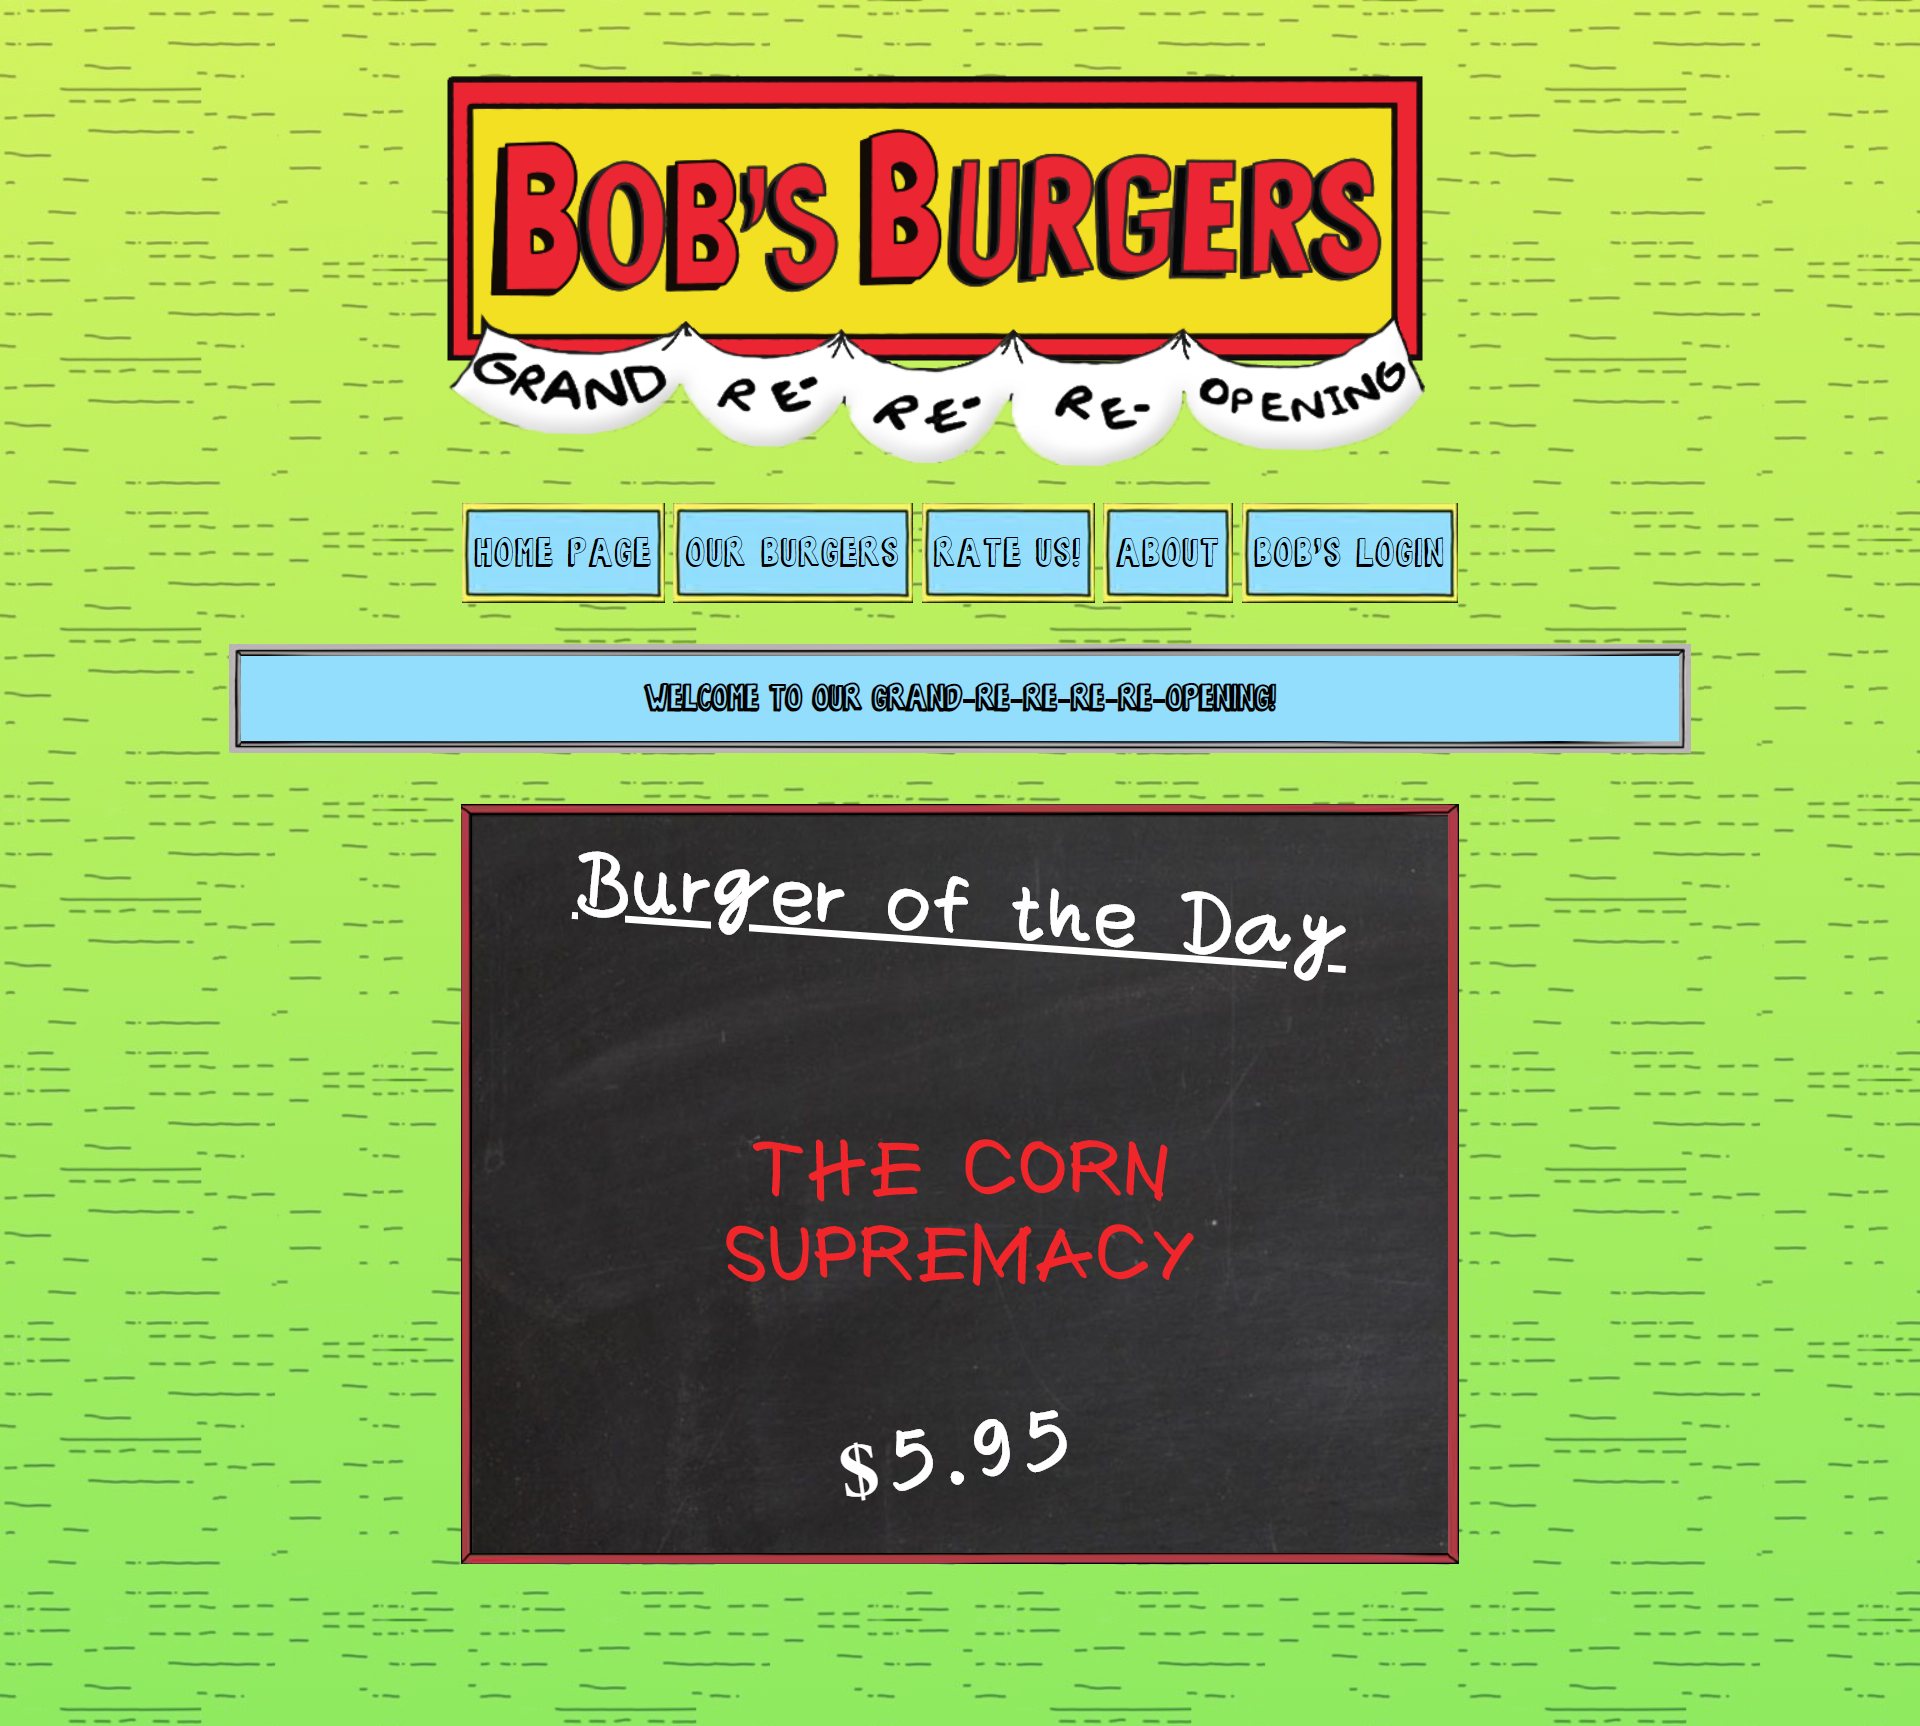 BOB'S BURGERS
GRAND RE- RE- RE- OPENING
HOME PAGE OUR BURGERS RATE US! ABOUT BOB'S LOGIN
WELCOME TO OUR GRAND-RE-RE-RE-RE-OPENING!
Burger of the Day
THE CORN
SUPREMACY
$5.95